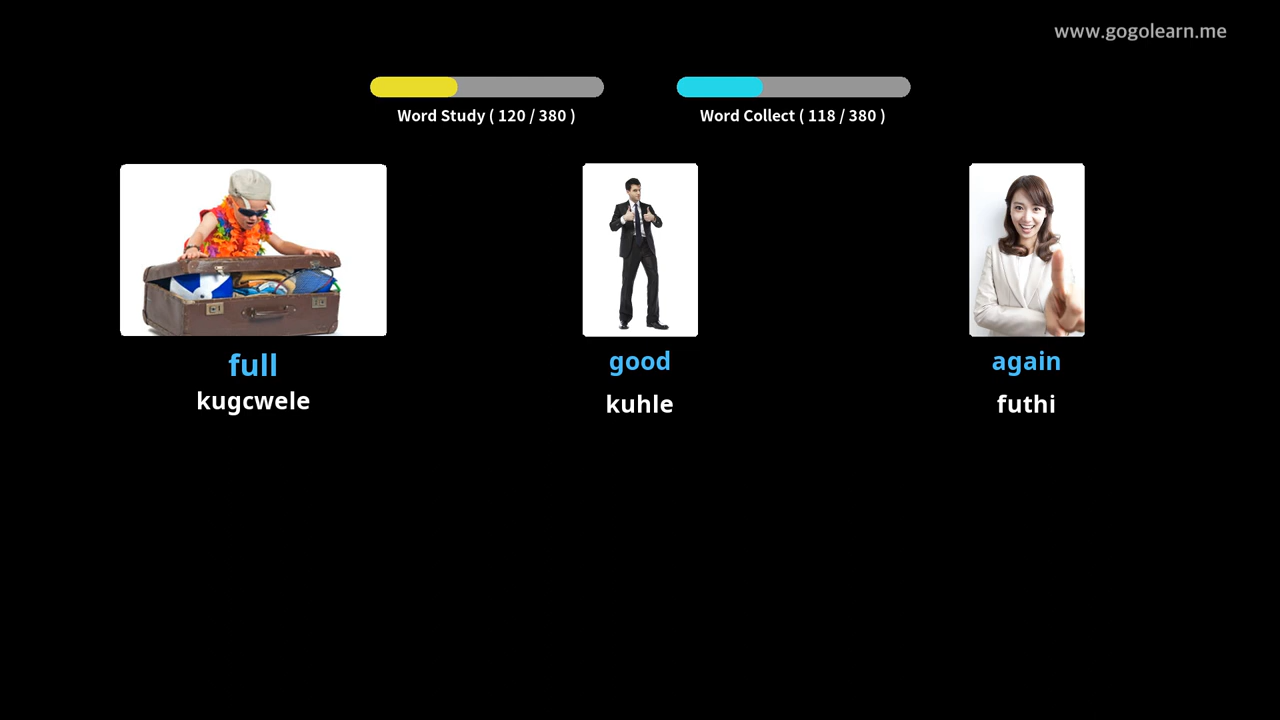 www.gogolearn.me
Word Study ( 120 / 380 )
Word Collect ( 118 / 380 )
full
kugcwele
good
kuhle
again
futhi